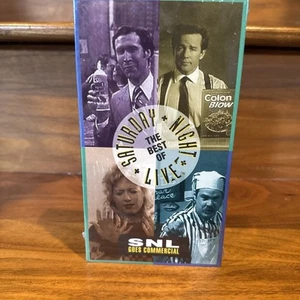 Colon
Blow
SATURDAY NIGHT
THE BEST OF
LIVE
SNL
GOES COMMERCIAL